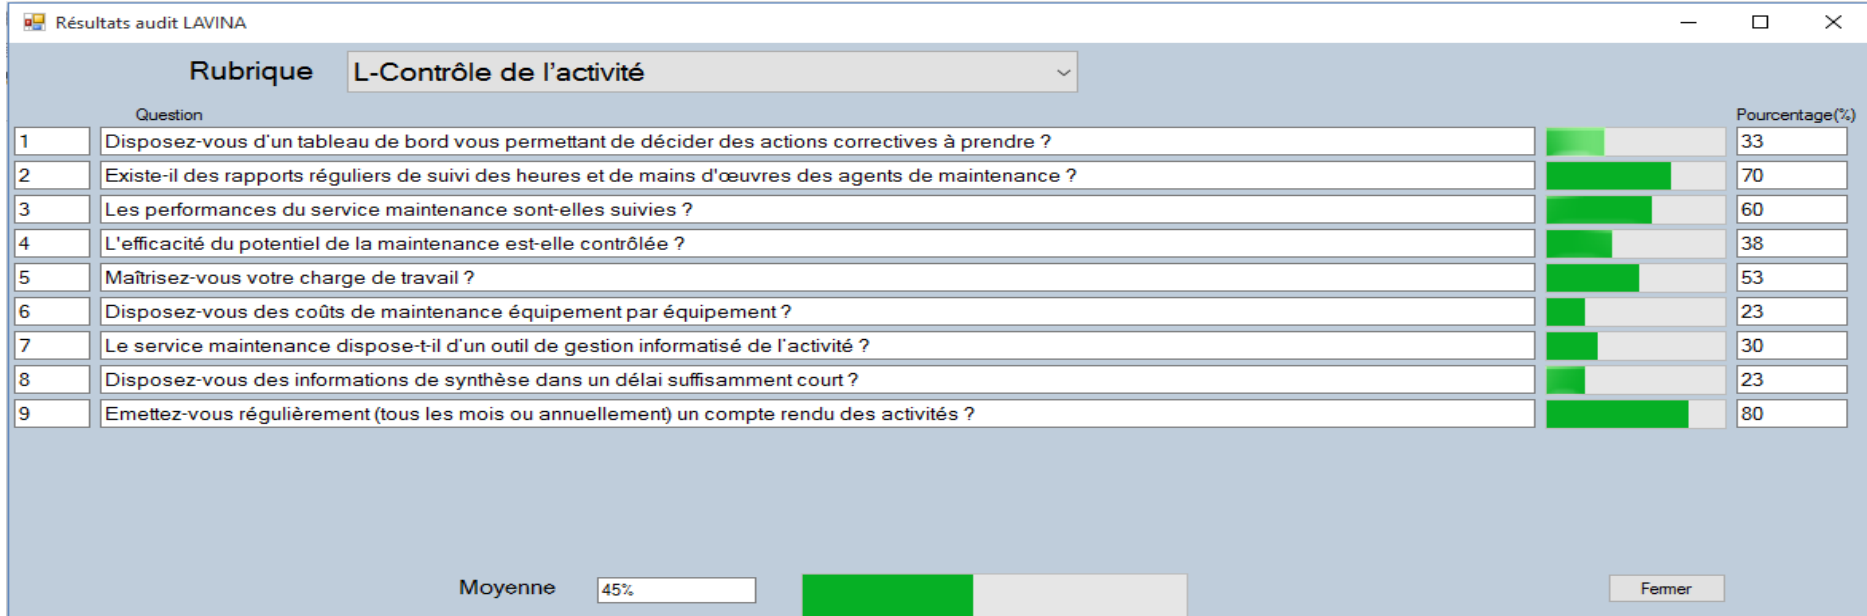 Résultats audit LAVINA
Rubrique L-Contrôle de l’activité
Question Pourcentage(%)
1 Disposez-vous d’un tableau de bord vous permettant de décider des actions correctives à prendre ? 33
2 Existe-il des rapports réguliers de suivi des heures et de mains d'œuvres des agents de maintenance ? 70
3 Les performances du service maintenance sont-elles suivies ? 60
4 L'efficacité du potentiel de la maintenance est-elle contrôlée ? 38
5 Maîtrisez-vous votre charge de travail ? 53
6 Disposez-vous des coûts de maintenance équipement par équipement ? 23
7 Le service maintenance dispose-t-il d’un outil de gestion informatisé de l’activité ? 30
8 Disposez-vous des informations de synthèse dans un délai suffisamment court ? 23
9 Emettez-vous régulièrement (tous les mois ou annuellement) un compte rendu des activités ? 80
Moyenne 45% Fermer